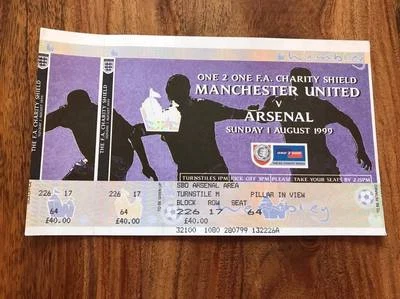 THE F.A. CHARITY SHIELD
THE F.A. CHARITY SHIELD
ONE 2 ONE F.A. CHARITY SHIELD
MANCHESTER UNITED
V
ARSENAL
SUNDAY 1 AUGUST 1999
TURNSTILES 1PM KICK OFF 3PM PLEASE TAKE YOUR SEATS BY 2.15PM
226 17
64
£40.00
226 17
64
£40.00
SBO ARSENAL AREA
TURNSTILE M PILLAR IN VIEW
BLOCK ROW SEAT
226 17 64
£40.00
32100 1080 280799 132226A
Wembley